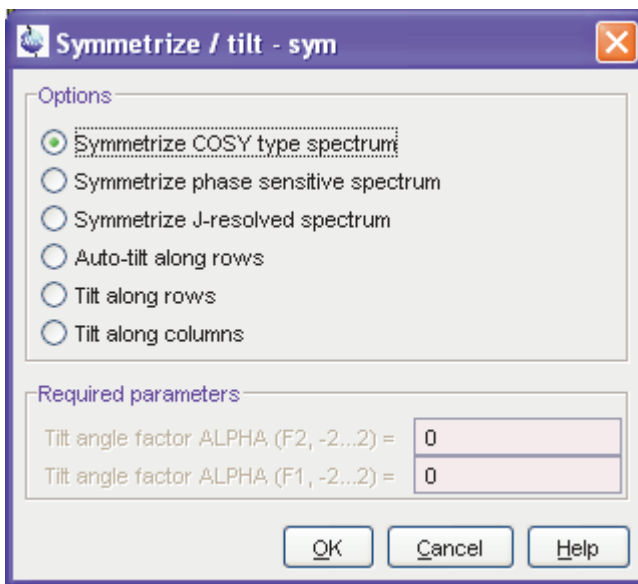 Symmetrize / tilt - sym
Options
Symmetrize COSY type spectrum
Symmetrize phase sensitive spectrum
Symmetrize J-resolved spectrum
Auto-tilt along rows
Tilt along rows
Tilt along columns
Required parameters
Tilt angle factor ALPHA (F2, -2...2) = 0
Tilt angle factor ALPHA (F1, -2...2) = 0
OK Cancel Help